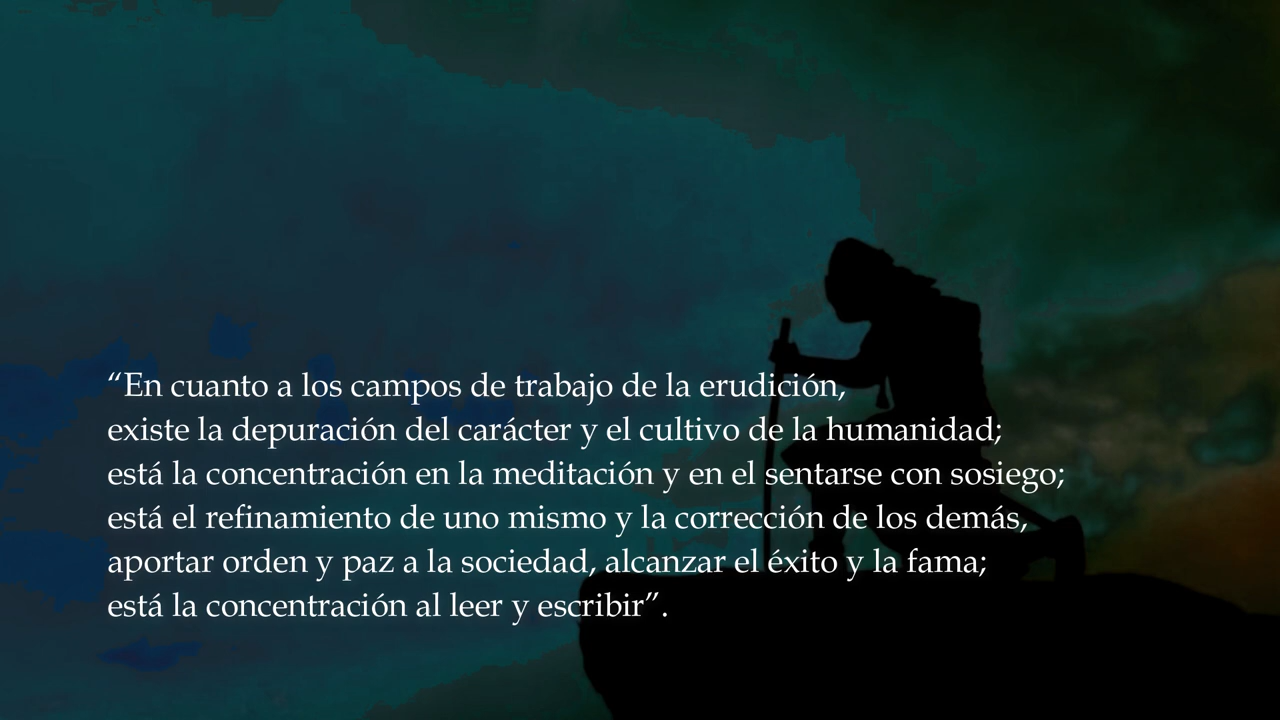 “En cuanto a los campos de trabajo de la erudición,
existe la depuración del carácter y el cultivo de la humanidad;
está la concentración en la meditación y en el sentarse con sosiego;
está el refinamiento de uno mismo y la corrección de los demás,
aportar orden y paz a la sociedad, alcanzar el éxito y la fama;
está la concentración al leer y escribir”.